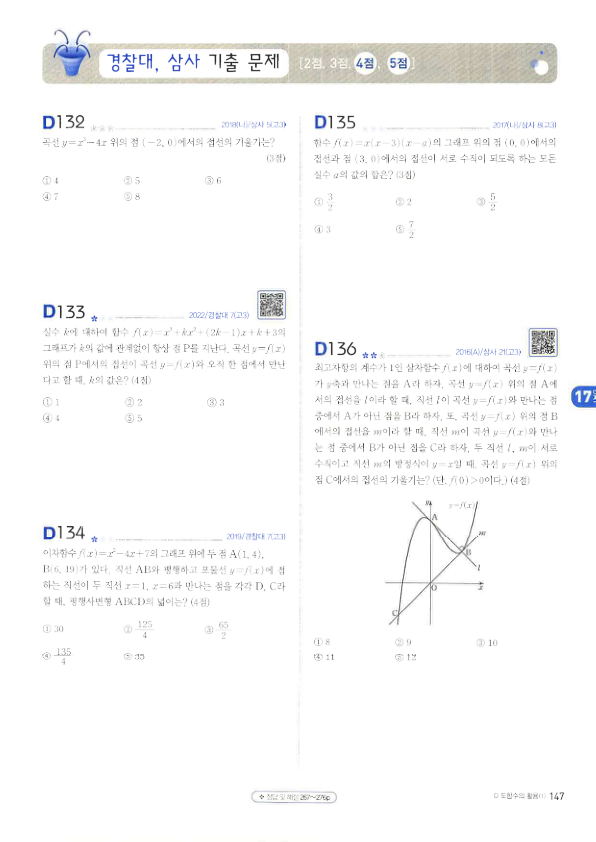 경찰대, 삼사 기출 문제 [2점, 3점, 4점, 5점]
D132 2018(나)/삼사 5(고3)
곡선 y=x³-4x 위의 점 (-2, 0)에서의 접선의 기울기는?
(3점)
① 4 ② 5 ③ 6
④ 7 ⑤ 8
D133 2022/경찰대 7(고3)
실수 k에 대하여 함수 f(x)=x³+kx²+(2k-1)x+k+3의
그래프가 k의 값에 관계없이 항상 점 P를 지난다. 곡선 y=f(x)
위의 점 P에서의 접선이 곡선 y=f(x)와 오직 한 점에서 만난
다고 할 때, k의 값은? (4점)
① 1 ② 2 ③ 3
④ 4 ⑤ 5
D134 2019/경찰대 7(고3)
이차함수 f(x)=x²-4x+7의 그래프 위에 두 점 A(1, 4),
B(6, 19)가 있다. 직선 AB와 평행하고 포물선 y=f(x)에 접
하는 직선이 두 직선 x=1, x=6과 만나는 점을 각각 D, C라
할 때, 평행사변형 ABCD의 넓이는? (4점)
① 30 ② 125/4 ③ 65/2
④ 135/4 ⑤ 35
D135 2017(나)/삼사 8(고3)
함수 f(x)=x(x-3)(x-a)의 그래프 위의 점 (0, 0)에서의
접선과 점 (3, 0)에서의 접선이 서로 수직이 되도록 하는 모든
실수 a의 값의 합은? (3점)
① 3/2 ② 2 ③ 5/2
④ 3 ⑤ 7/2
D136 2016(A)/삼사 21(고3)
최고차항의 계수가 1인 삼차함수 f(x)에 대하여 곡선 y=f(x)
가 y축과 만나는 점을 A라 하자. 곡선 y=f(x) 위의 점 A에
서의 접선을 l이라 할 때, 직선 l이 곡선 y=f(x)와 만나는 점
중에서 A가 아닌 점을 B라 하자. 또, 곡선 y=f(x) 위의 점 B
에서의 접선을 m이라 할 때, 직선 m이 곡선 y=f(x)와 만나
는 점 중에서 B가 아닌 점을 C라 하자. 두 직선 l, m이 서로
수직이고 직선 m의 방정식이 y=x일 때, 곡선 y=f(x) 위의
점 C에서의 접선의 기울기는? (단, f(0)>0이다.) (4점)
y=f(x)
A
m
B
l
O
x
C
① 8 ② 9 ③ 10
④ 11 ⑤ 12
17
정답 및 해설 267~276p
D 도함수의 활용(1) 147